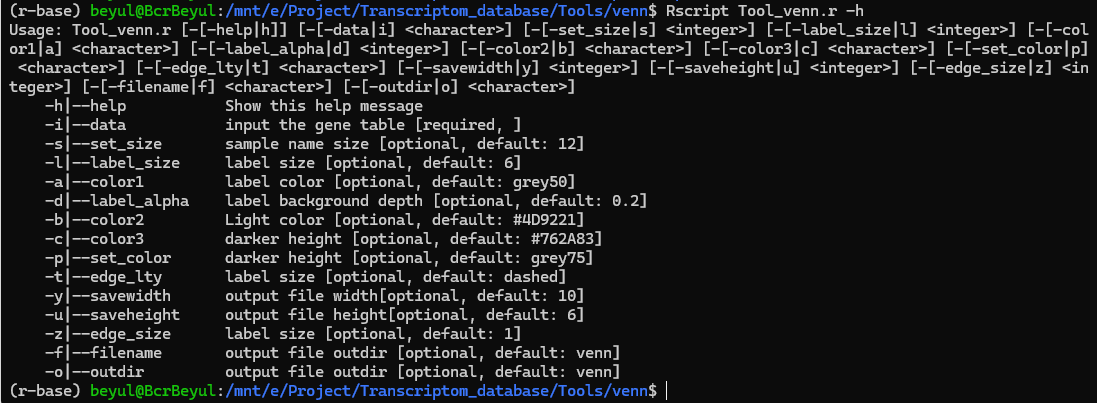 (r-base) beyul@BcrBeyul:/mnt/e/Project/Transcriptom_database/Tools/venn$ Rscript Tool_venn.r -h
Usage: Tool_venn.r [-[-help|h]] [-[-data|i] <character>] [-[-set_size|s] <integer>] [-[-label_size|l] <integer>] [-[-col
or1|a] <character>] [-[-label_alpha|d] <integer>] [-[-color2|b] <character>] [-[-color3|c] <character>] [-[-set_color|p]
 <character>] [-[-edge_lty|t] <character>] [-[-savewidth|y] <integer>] [-[-saveheight|u] <integer>] [-[-edge_size|z] <in
teger>] [-[-filename|f] <character>] [-[-outdir|o] <character>]
    -h|--help          Show this help message
    -i|--data          input the gene table [required, ]
    -s|--set_size      sample name size [optional, default: 12]
    -l|--label_size    label size [optional, default: 6]
    -a|--color1        label color [optional, default: grey50]
    -d|--label_alpha   label background depth [optional, default: 0.2]
    -b|--color2        Light color [optional, default: #4D9221]
    -c|--color3        darker height [optional, default: #762A83]
    -p|--set_color     darker height [optional, default: grey75]
    -t|--edge_lty      label size [optional, default: dashed]
    -y|--savewidth     output file width[optional, default: 10]
    -u|--saveheight    output file height[optional, default: 6]
    -z|--edge_size     label size [optional, default: 1]
    -f|--filename      output file outdir [optional, default: venn]
    -o|--outdir        output file outdir [optional, default: venn]
(r-base) beyul@BcrBeyul:/mnt/e/Project/Transcriptom_database/Tools/venn$